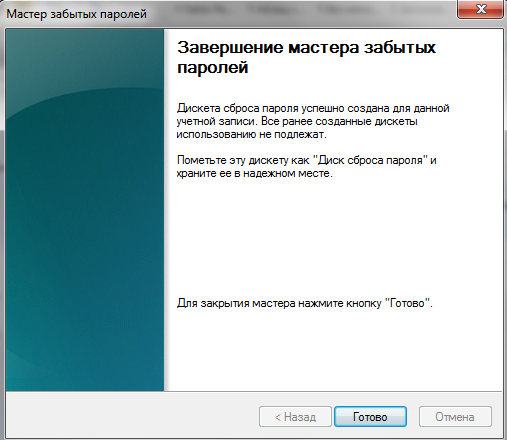 Мастер забытых паролей
Завершение мастера забытых
паролей
Дискета сброса пароля успешно создана для данной
учетной записи. Все ранее созданные дискеты
использованию не подлежат.
Пометьте эту дискету как "Диск сброса пароля" и
храните ее в надежном месте.
Для закрытия мастера нажмите кнопку "Готово".
< Назад
Готово
Отмена